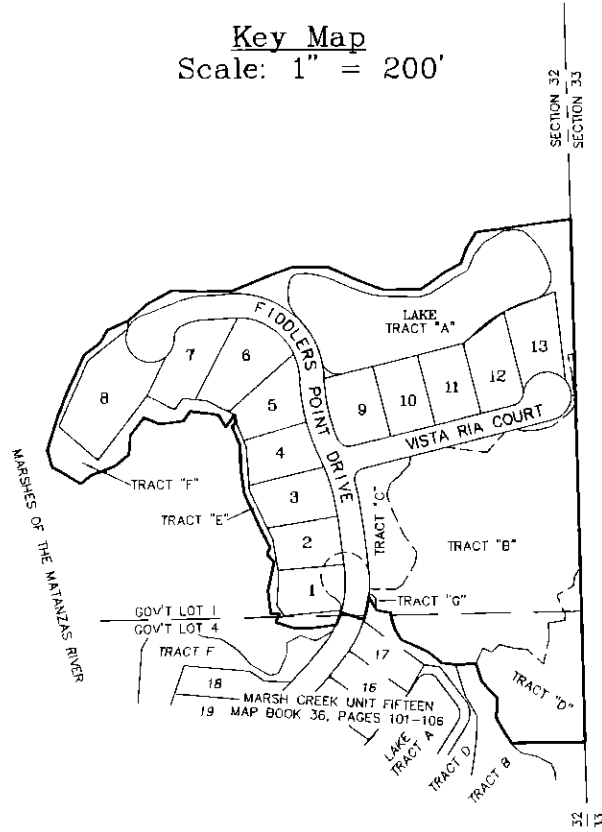 Key Map
Scale: 1" = 200'
SECTION 32
SECTION 33
FIDDLERS POINT DRIVE
LAKE
TRACT "A"
7
6
13
8
12
11
5
10
9
VISTA RIA COURT
4
TRACT "F"
3
TRACT "C"
TRACT "E"
TRACT "B"
2
MARSHES OF THE MATANZAS RIVER
1
TRACT "G"
GOV'T LOT 1
GOV'T LOT 4
TRACT F
17
18
16
TRACT "D"
MARSH CREEK UNIT FIFTEEN
19 MAP BOOK 36, PAGES 101-106
LAKE
TRACT A
TRACT D
TRACT B
32
33